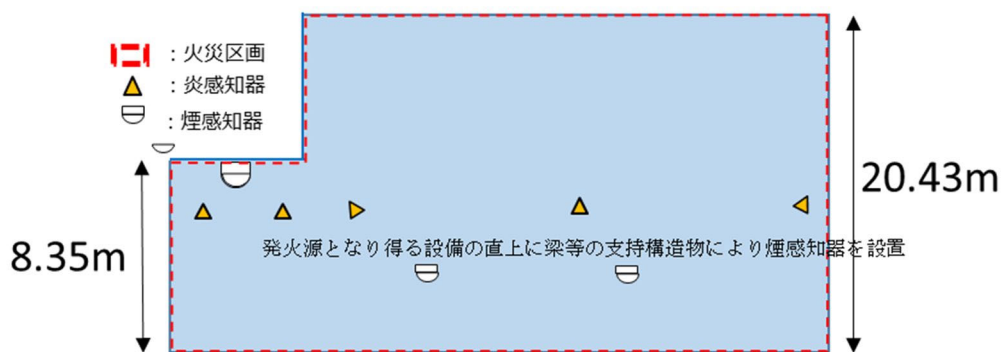 ：火災区画
：炎感知器
：煙感知器
20.43m
8.35m
発火源となり得る設備の直上に梁等の支持構造物により煙感知器を設置